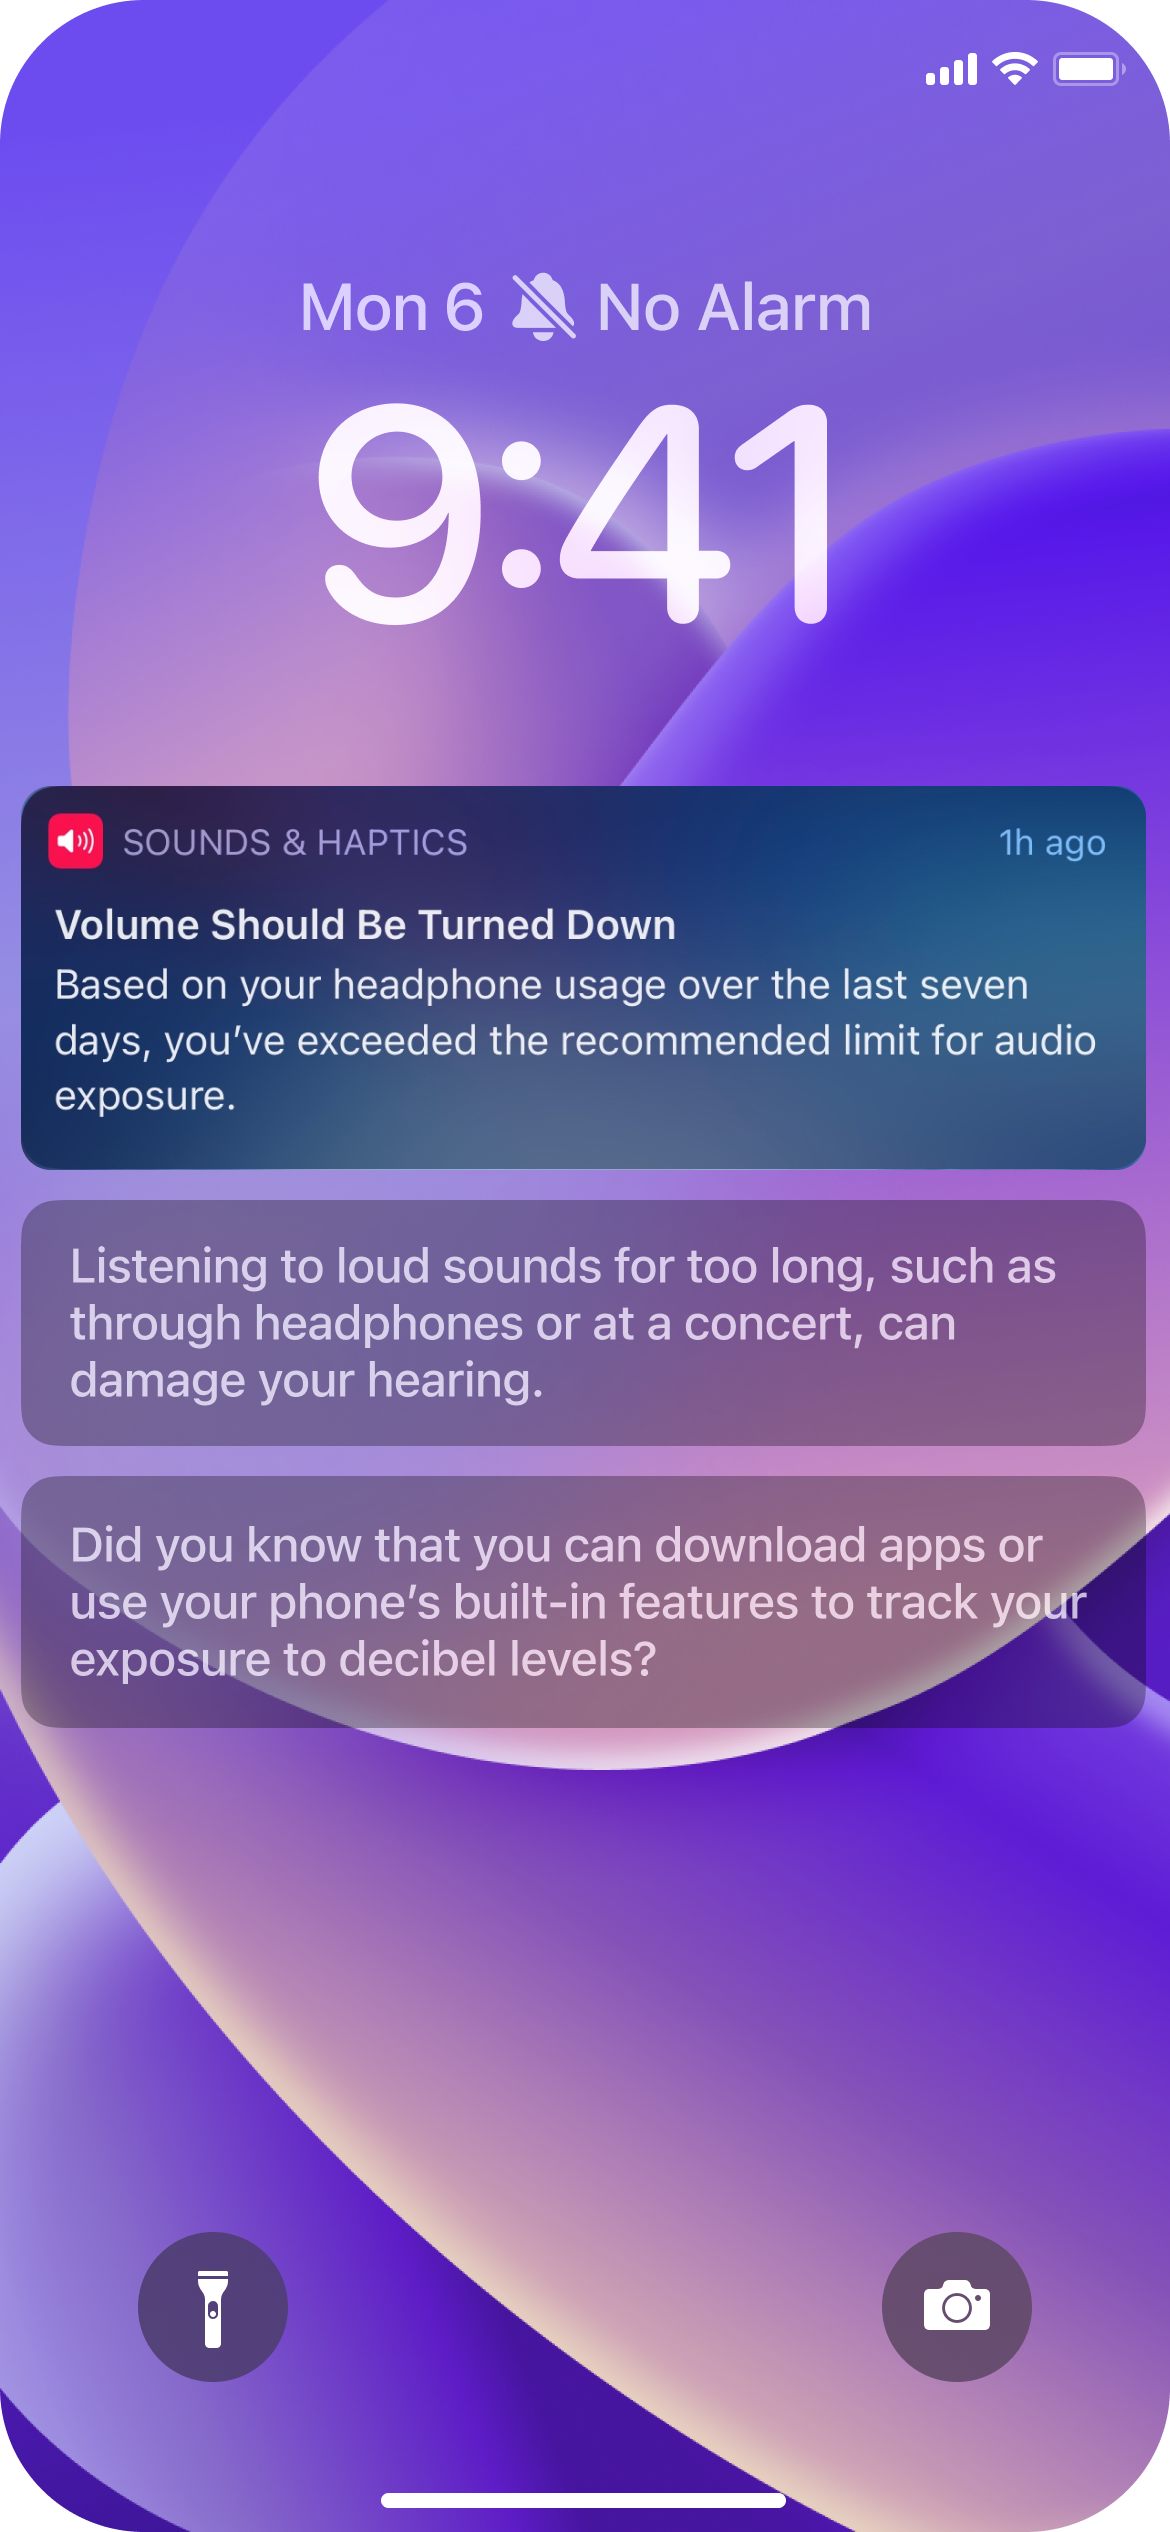 Mon 6 No Alarm
9:41
SOUNDS & HAPTICS 1h ago
Volume Should Be Turned Down
Based on your headphone usage over the last seven
days, you’ve exceeded the recommended limit for audio
exposure.
Listening to loud sounds for too long, such as
through headphones or at a concert, can
damage your hearing.
Did you know that you can download apps or
use your phone’s built-in features to track your
exposure to decibel levels?